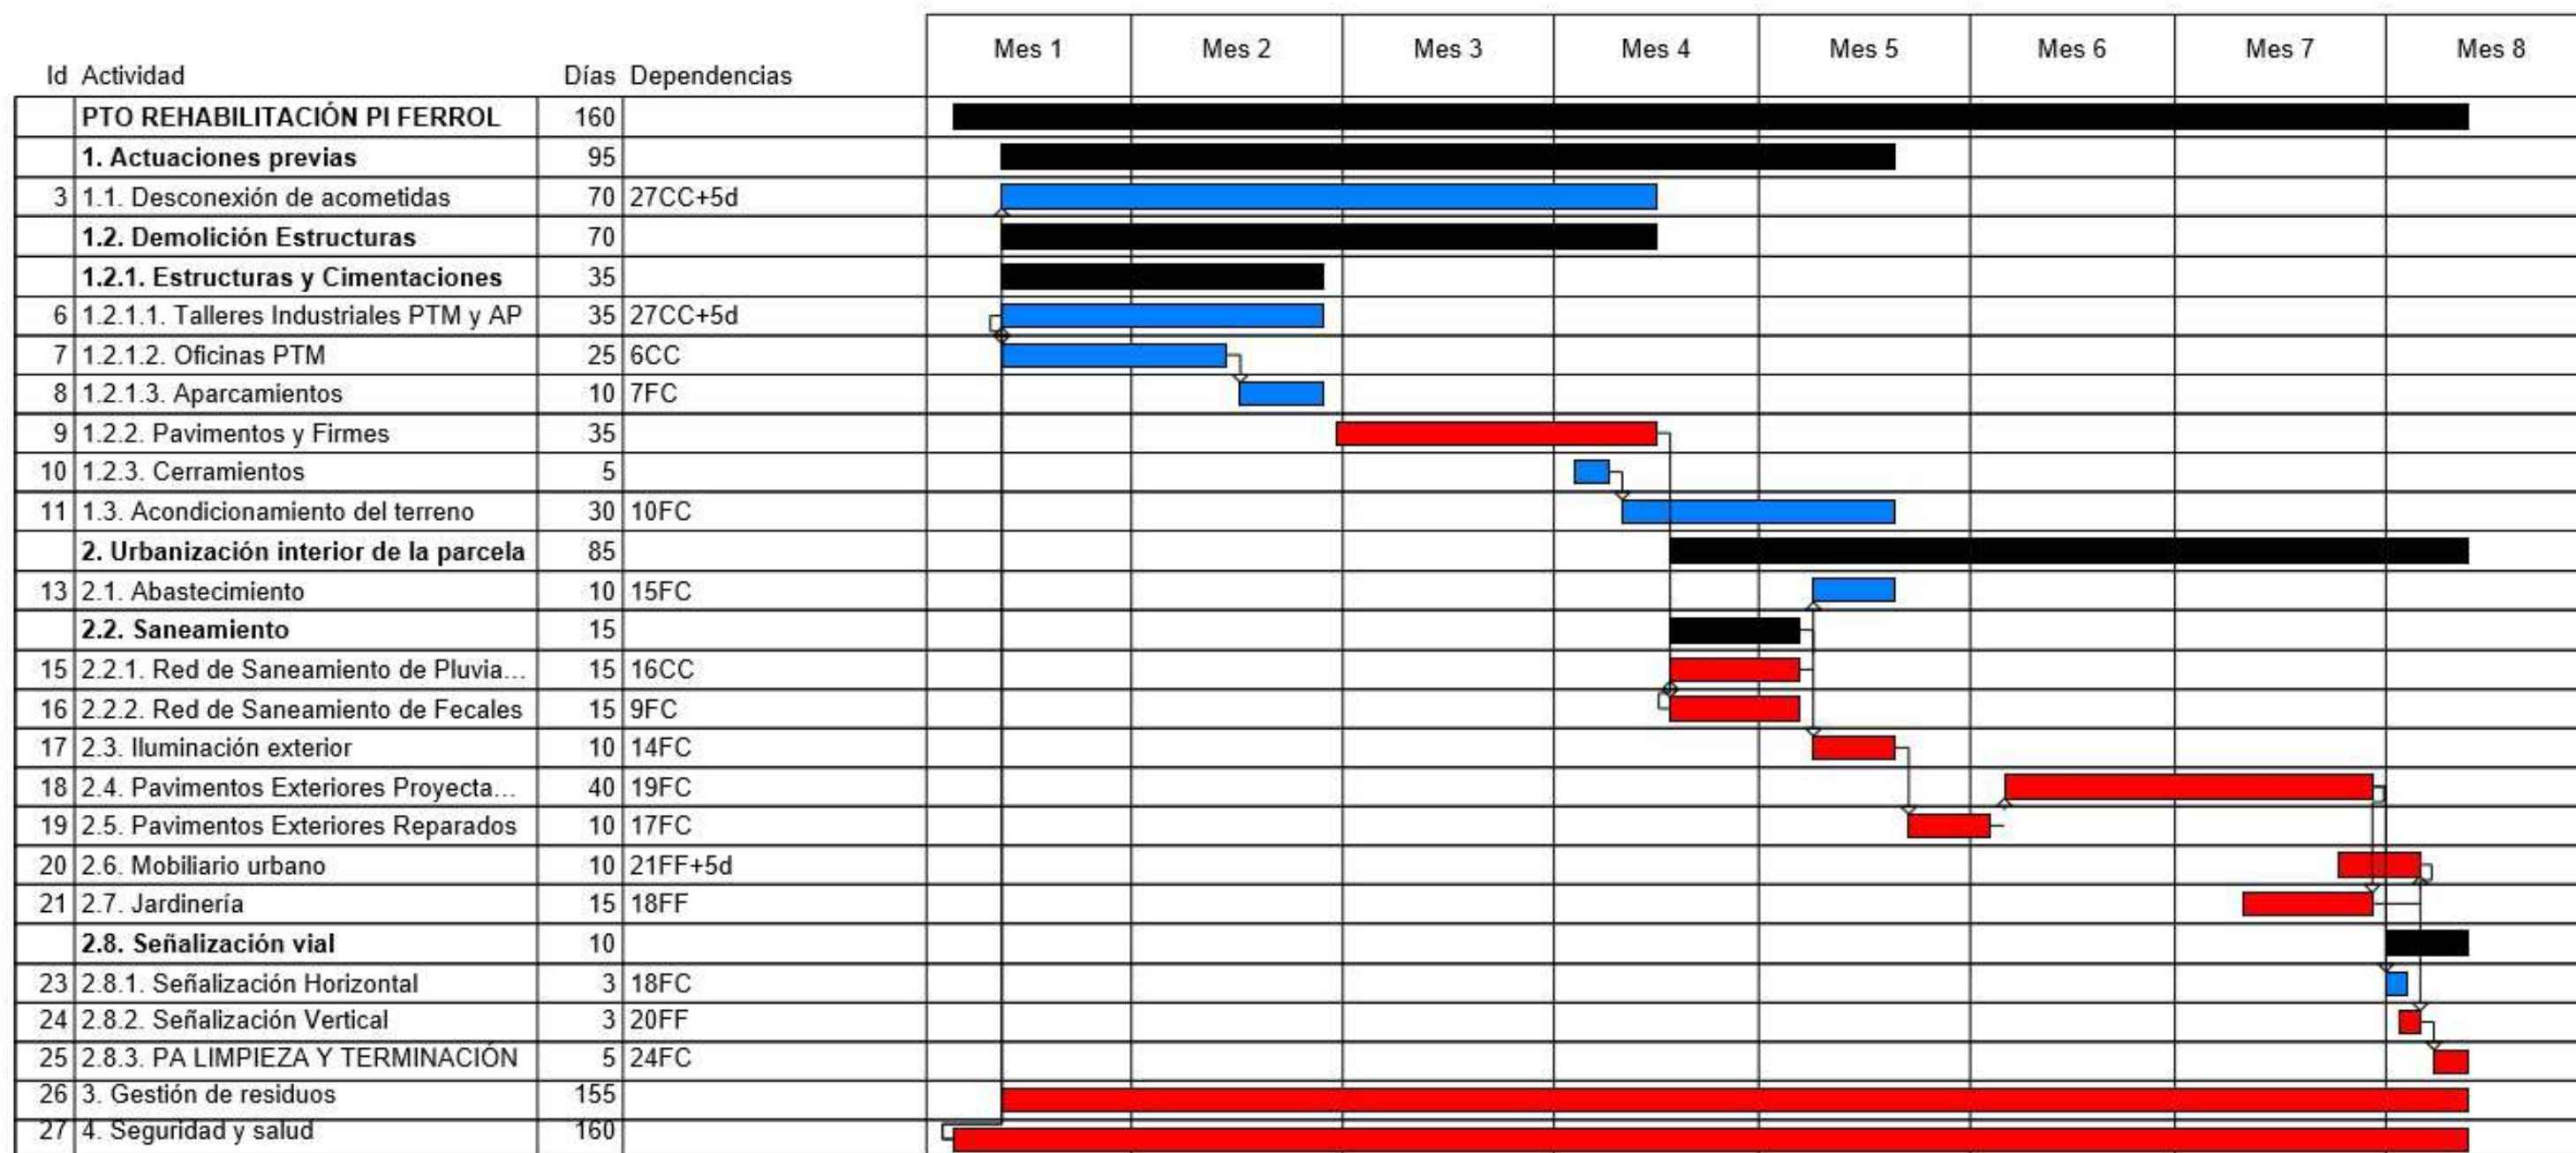 Mes 1 Mes 2 Mes 3 Mes 4 Mes 5 Mes 6 Mes 7 Mes 8
Id Actividad Días Dependencias
PTO REHABILITACIÓN PI FERROL 160
1. Actuaciones previas 95
3 1.1. Desconexión de acometidas 70 27CC+5d
1.2. Demolición Estructuras 70
1.2.1. Estructuras y Cimentaciones 35
6 1.2.1.1. Talleres Industriales PTM y AP 35 27CC+5d
7 1.2.1.2. Oficinas PTM 25 6CC
8 1.2.1.3. Aparcamientos 10 7FC
9 1.2.2. Pavimentos y Firmes 35
10 1.2.3. Cerramientos 5
11 1.3. Acondicionamiento del terreno 30 10FC
2. Urbanización interior de la parcela 85
13 2.1. Abastecimiento 10 15FC
2.2. Saneamiento 15
15 2.2.1. Red de Saneamiento de Pluvia... 15 16CC
16 2.2.2. Red de Saneamiento de Fecales 15 9FC
17 2.3. Iluminación exterior 10 14FC
18 2.4. Pavimentos Exteriores Proyecta... 40 19FC
19 2.5. Pavimentos Exteriores Reparados 10 17FC
20 2.6. Mobiliario urbano 10 21FF+5d
21 2.7. Jardinería 15 18FF
2.8. Señalización vial 10
23 2.8.1. Señalización Horizontal 3 18FC
24 2.8.2. Señalización Vertical 3 20FF
25 2.8.3. PA LIMPIEZA Y TERMINACIÓN 5 24FC
26 3. Gestión de residuos 155
27 4. Seguridad y salud 160